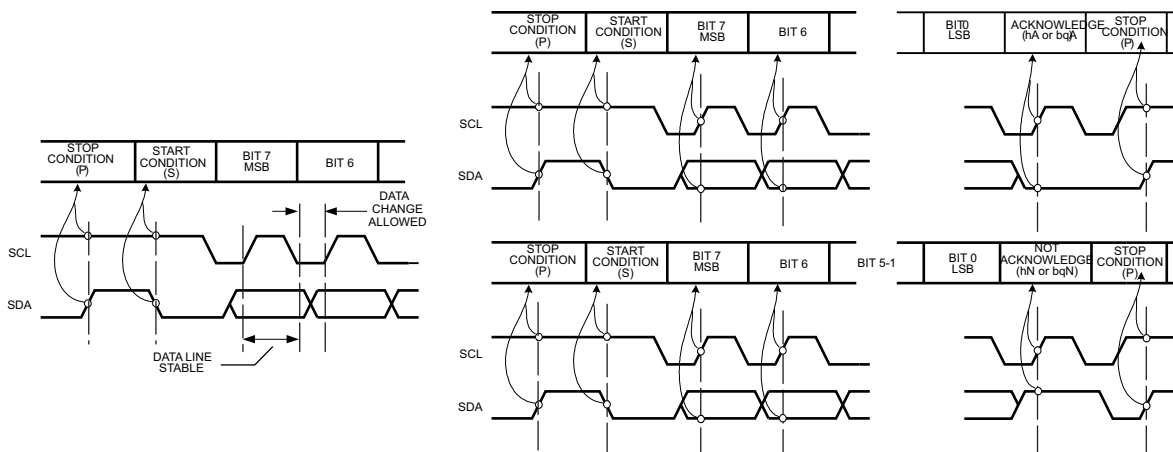 STOP
CONDITION
(P)
START
CONDITION
(S)
BIT 7
MSB
BIT 6
DATA
CHANGE
ALLOWED
SCL
SDA
DATA LINE
STABLE
STOP
CONDITION
(P)
START
CONDITION
(S)
BIT 7
MSB
BIT 6
BIT0
LSB
ACKNOWLEDGE
(hA or bqA)
STOP
CONDITION
(P)
SCL
SDA
STOP
CONDITION
(P)
START
CONDITION
(S)
BIT 7
MSB
BIT 6
BIT 5-1
BIT 0
LSB
NOT
ACKNOWLEDGE
(hN or bqN)
STOP
CONDITION
(P)
SCL
SDA